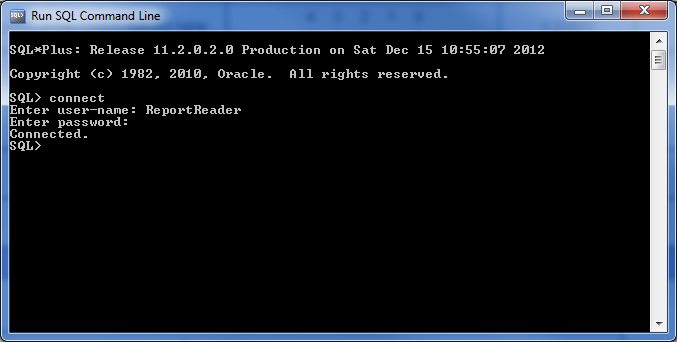 Run SQL Command Line
SQL*Plus: Release 11.2.0.2.0 Production on Sat Dec 15 10:55:07 2012
Copyright (c) 1982, 2010, Oracle.  All rights reserved.
SQL> connect
Enter user-name: ReportReader
Enter password:
Connected.
SQL>